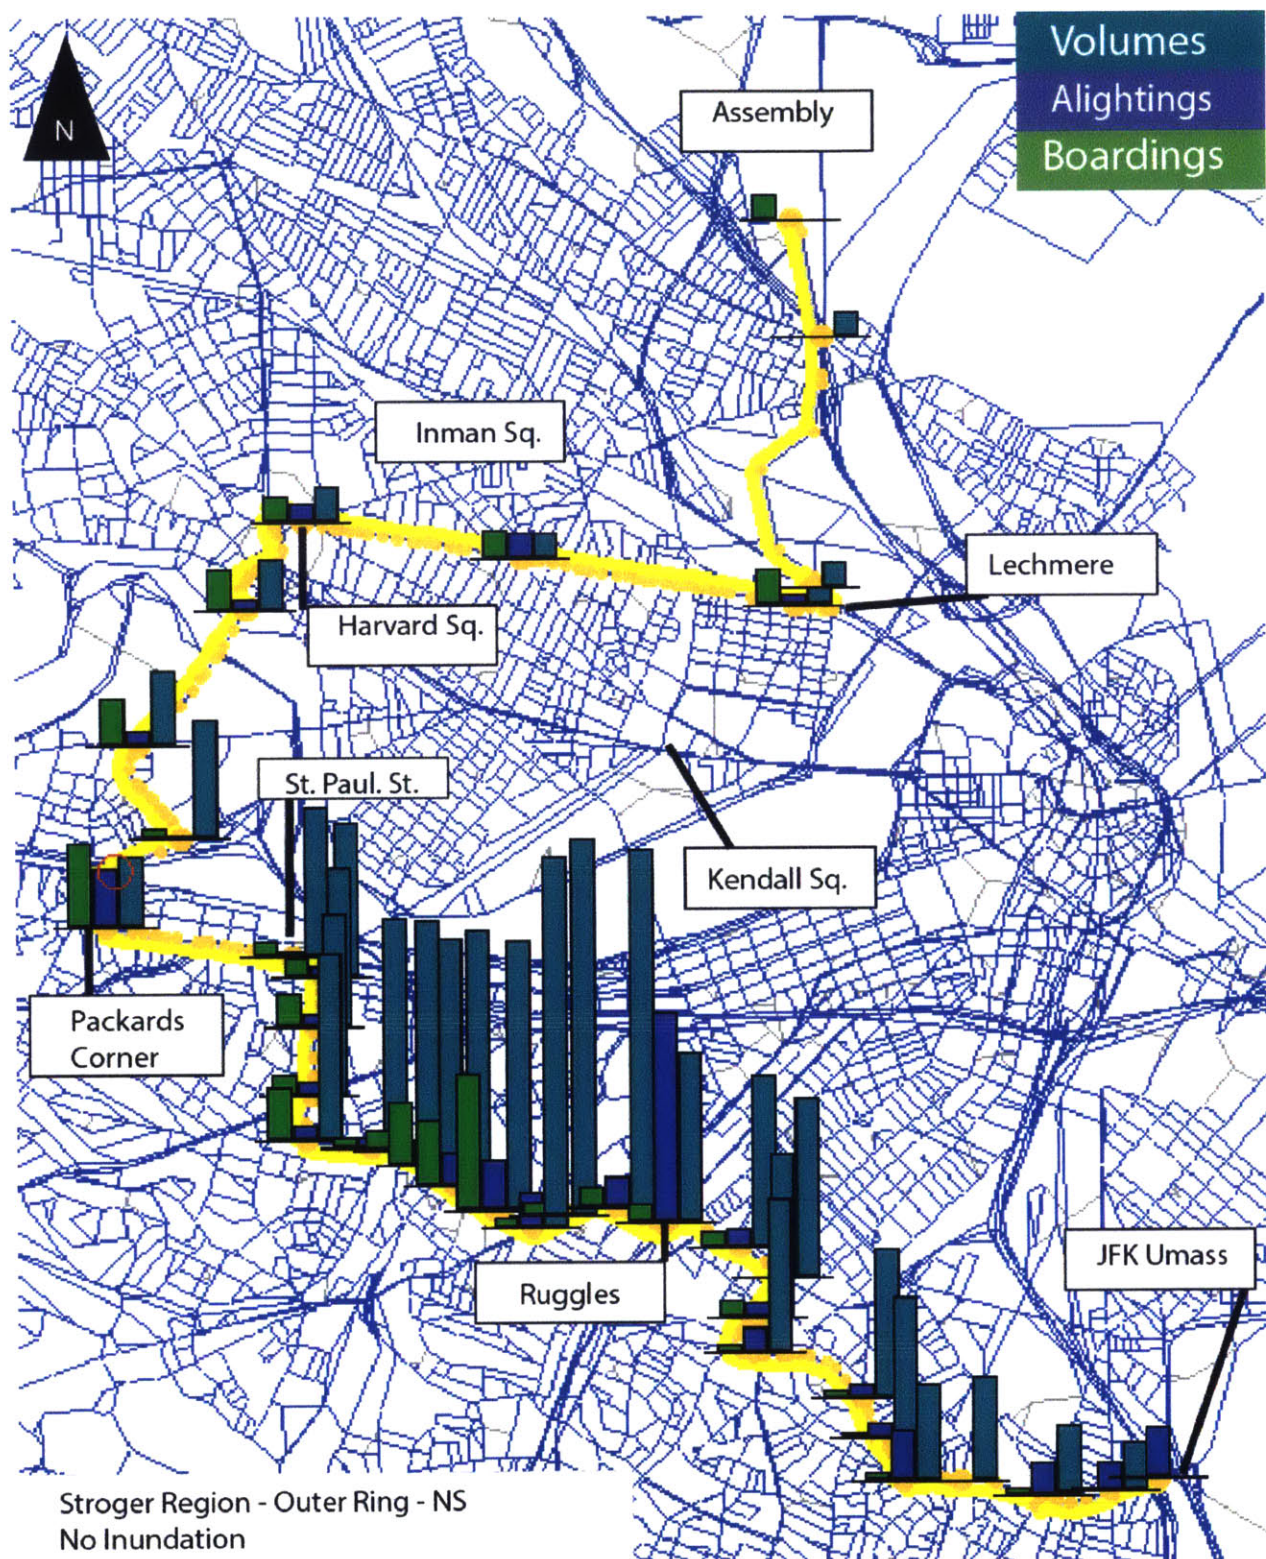 Volumes
Alightings
Boardings
N
Assembly
Inman Sq.
Lechmere
Harvard Sq.
St. Paul. St.
Kendall Sq.
Packards
Corner
JFK Umass
Ruggles
Stroger Region - Outer Ring - NS
No Inundation